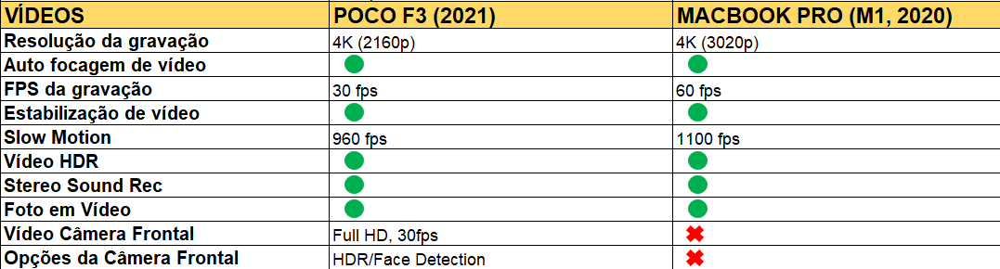 VÍDEOS POCO F3 (2021) MACBOOK PRO (M1, 2020)
Resolução da gravação 4K (2160p) 4K (3020p)
Auto focagem de vídeo
FPS da gravação 30 fps 60 fps
Estabilização de vídeo
Slow Motion 960 fps 1100 fps
Vídeo HDR
Stereo Sound Rec
Foto em Vídeo
Vídeo Câmera Frontal Full HD, 30fps
Opções da Câmera Frontal HDR/Face Detection